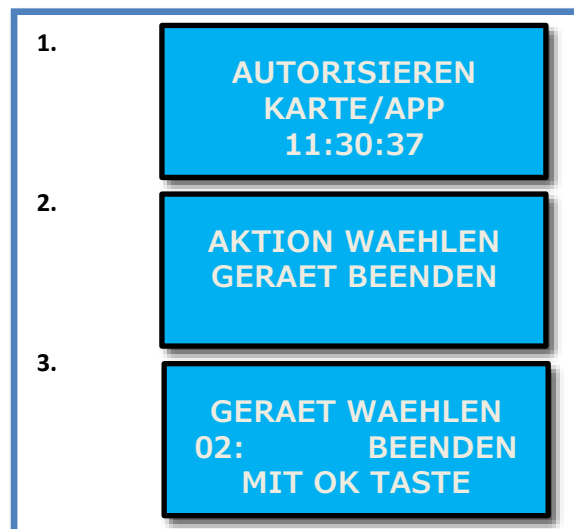 1.
AUTORISIEREN
KARTE/APP
11:30:37
2.
AKTION WAEHLEN
GERAET BEENDEN
3.
GERAET WAEHLEN
02: BEENDEN
MIT OK TASTE